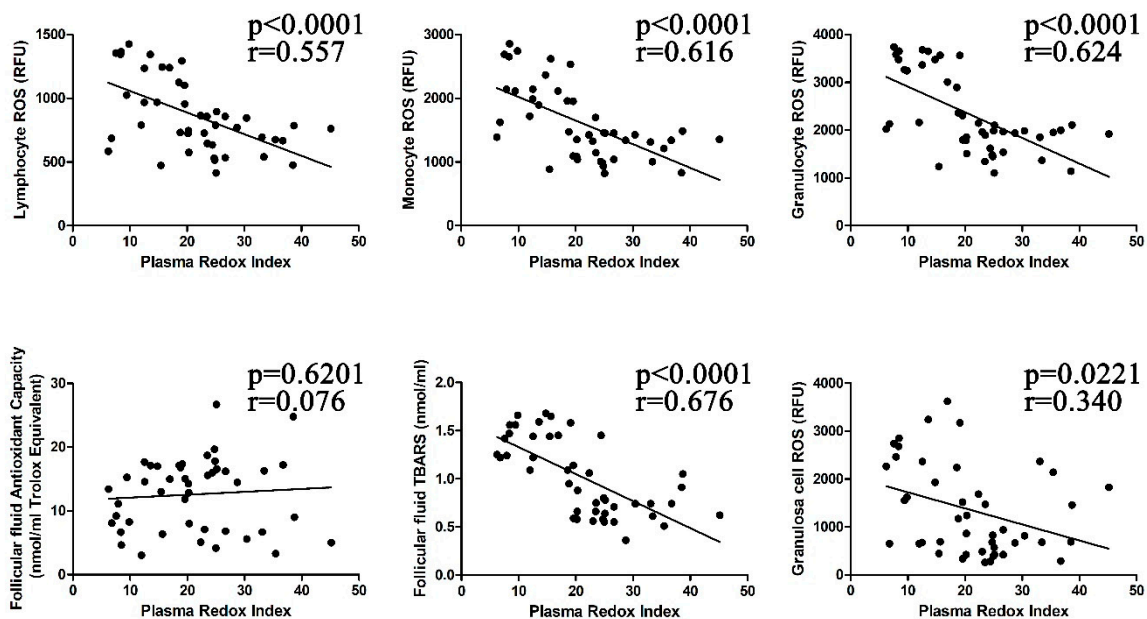 p<0.0001
r=0.557
Lymphocyte ROS (RFU)
1500
1000
500
0
0 10 20 30 40 50
Plasma Redox Index
p<0.0001
r=0.616
Monocyte ROS (RFU)
3000
2000
1000
0
0 10 20 30 40 50
Plasma Redox Index
p<0.0001
r=0.624
Granulocyte ROS (RFU)
4000
3000
2000
1000
0
0 10 20 30 40 50
Plasma Redox Index
p=0.6201
r=0.076
Follicular ffluid Antioxidant Capacity
(nmol/ml Trolox Equivalent)
30
20
10
0
0 10 20 30 40 50
Plasma Redox Index
p<0.0001
r=0.676
Follicular fluid TBARS (nmol/ml)
2.0
1.5
1.0
0.5
0.0
0 10 20 30 40 50
Plasma Redox Index
p=0.0221
r=0.340
Granulosa cell ROS (RFU)
4000
3000
2000
1000
0
0 10 20 30 40 50
Plasma Redox Index